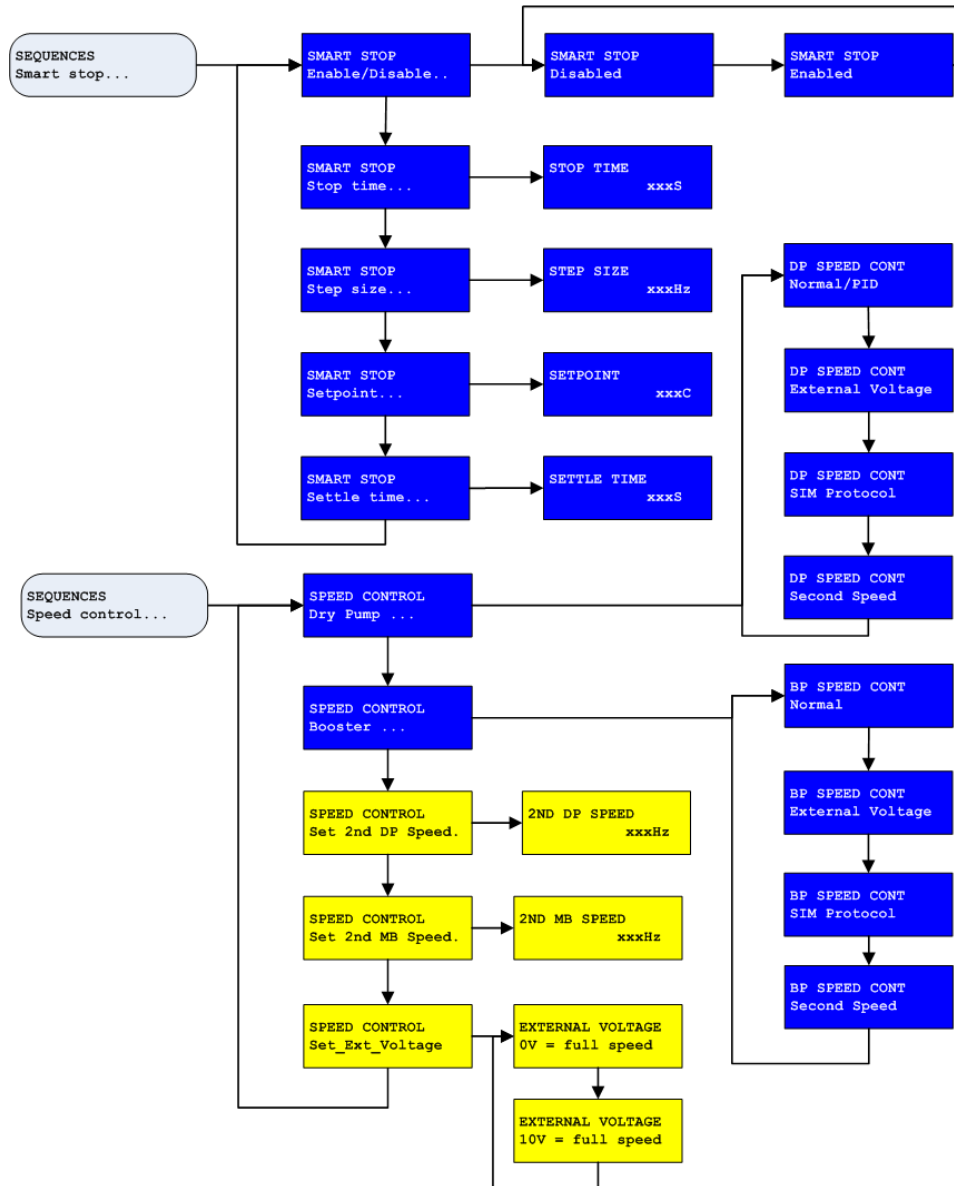 SEQUENCES
Smart stop...
SMART STOP
Enable/Disable..
SMART STOP
Disabled
SMART STOP
Enabled
SMART STOP
Stop time...
STOP TIME
xxxS
SMART STOP
Step size...
STEP SIZE
xxxHz
SMART STOP
Setpoint...
SETPOINT
xxxC
SMART STOP
Settle time...
SETTLE TIME
xxxS
DP SPEED CONT
Normal/PID
DP SPEED CONT
External Voltage
DP SPEED CONT
SIM Protocol
DP SPEED CONT
Second Speed
SEQUENCES
Speed control...
SPEED CONTROL
Dry Pump ...
SPEED CONTROL
Booster ...
BP SPEED CONT
Normal
BP SPEED CONT
External Voltage
BP SPEED CONT
SIM Protocol
BP SPEED CONT
Second Speed
SPEED CONTROL
Set 2nd DP Speed.
2ND DP SPEED
xxxHz
SPEED CONTROL
Set 2nd MB Speed.
2ND MB SPEED
xxxHz
SPEED CONTROL
Set_Ext_Voltage
EXTERNAL VOLTAGE
0V = full speed
EXTERNAL VOLTAGE
10V = full speed